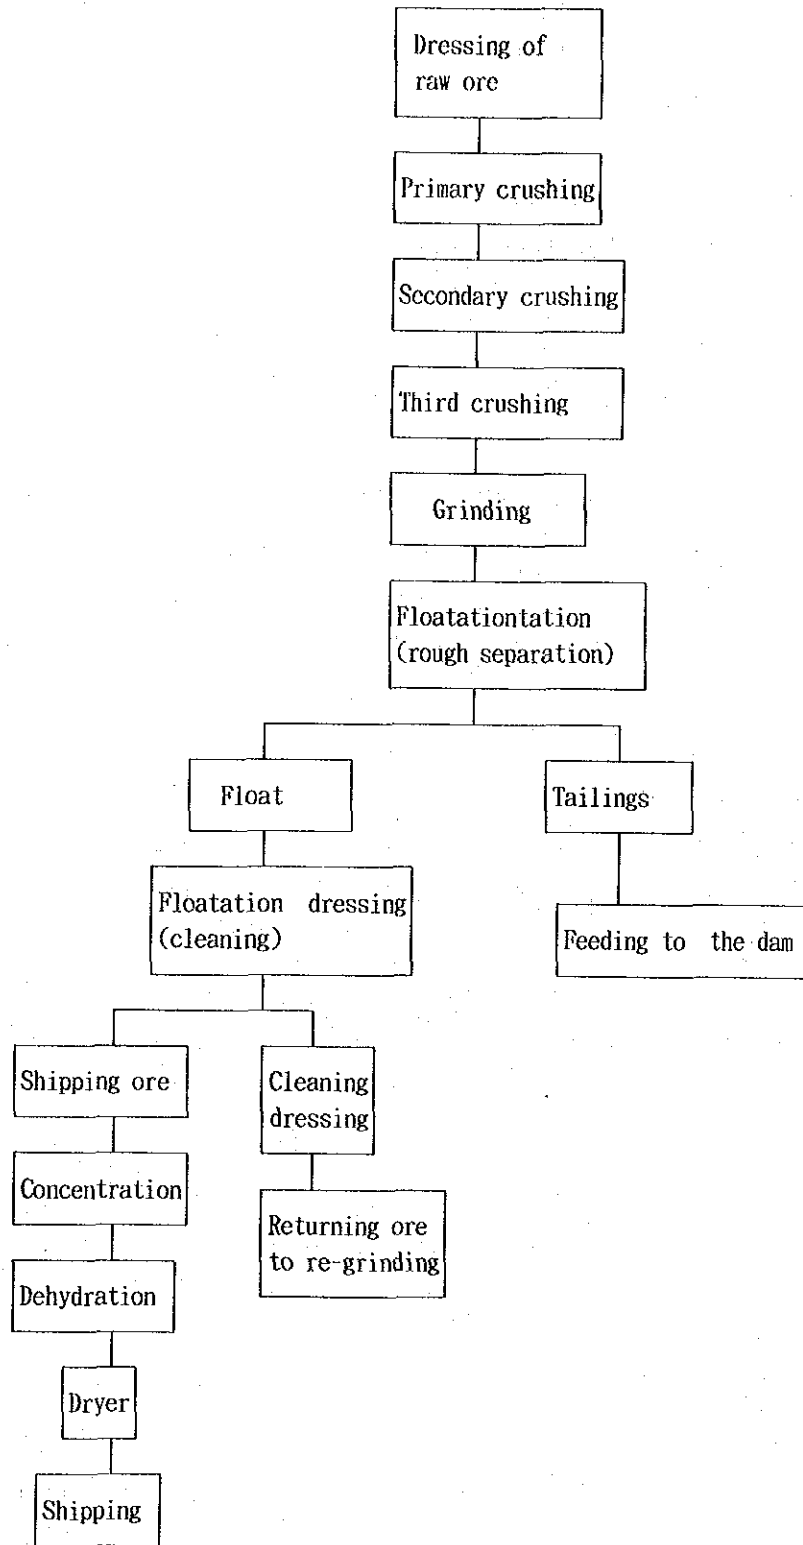 Dressing of
raw ore
Primary crushing
Secondary crushing
Third crushing
Grinding
Floatationtation
(rough separation)
Float
Tailings
Floatation dressing
(cleaning)
Feeding to the dam
Shipping ore
Cleaning
dressing
Concentration
Returning ore
to re-grinding
Dehydration
Dryer
Shipping